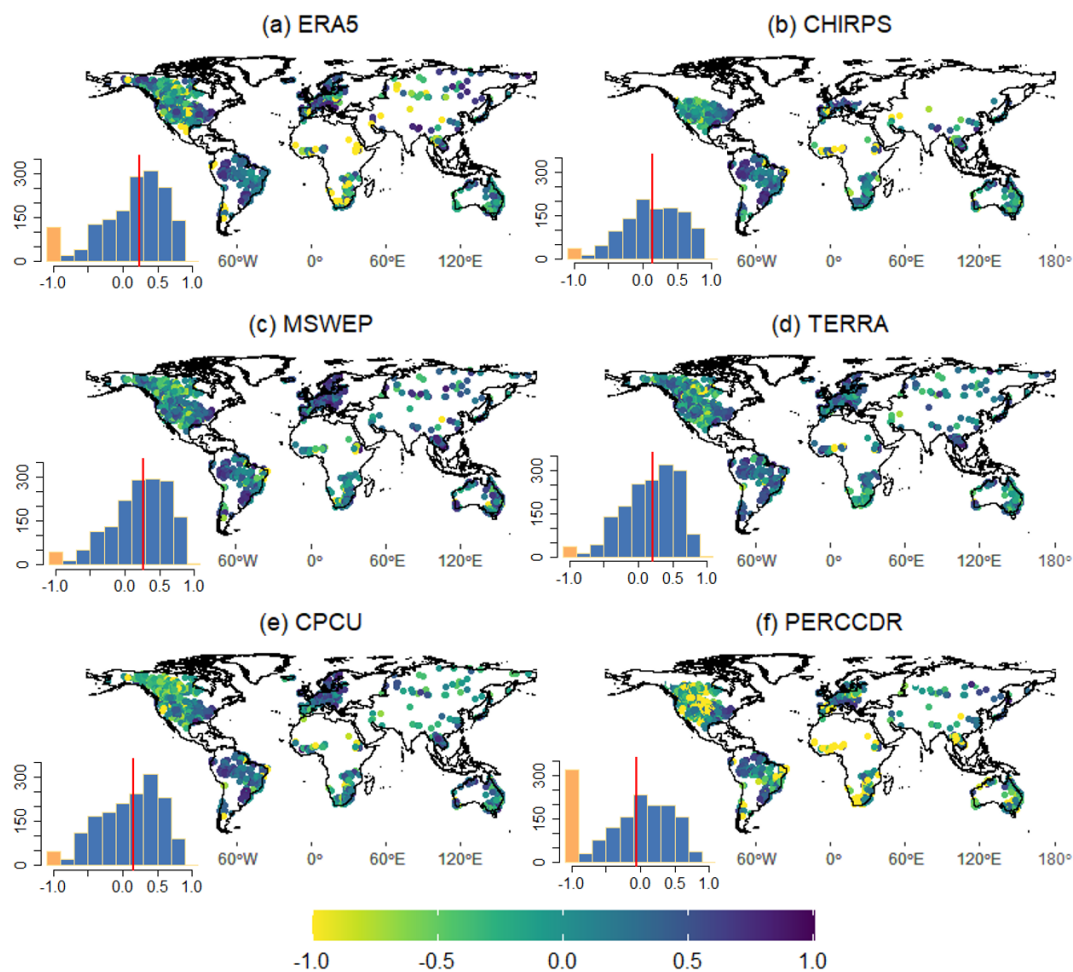 (a) ERA5
(b) CHIRPS
0 150 300
-1.0 0.0 0.5 1.0
60°W 0° 60°E 120°E
0 150 300
-1.0 0.0 0.5 1.0
60°W 0° 60°E 120°E 180°
(c) MSWEP
(d) TERRA
0 150 300
-1.0 0.0 0.5 1.0
60°W 0° 60°E 120°E
0 150 300
-1.0 0.0 0.5 1.0
60°W 0° 60°E 120°E 180°
(e) CPCU
(f) PERCCDR
0 150 300
-1.0 0.0 0.5 1.0
60°W 0° 60°E 120°E
0 150 300
-1.0 0.0 0.5 1.0
60°W 0° 60°E 120°E 180°
-1.0 -0.5 0.0 0.5 1.0